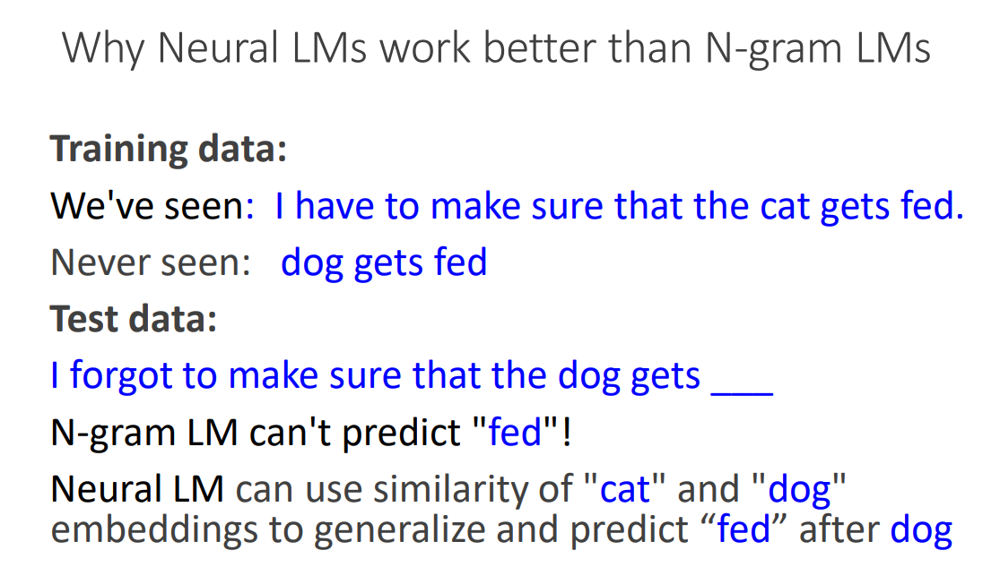 Why Neural LMs work better than N-gram LMs
Training data:
We've seen:  I have to make sure that the cat gets fed.
Never seen:   dog gets fed
Test data:
I forgot to make sure that the dog gets ___
N-gram LM can't predict "fed"!
Neural LM can use similarity of "cat" and "dog"
embeddings to generalize and predict “fed” after dog